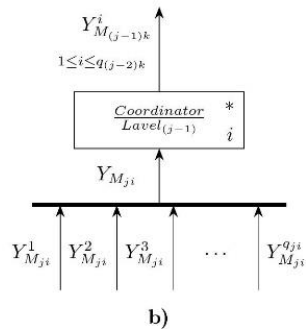 Y^i_{M_{(j-1)k}}
1≤i≤q_{(j-2)k}
Coordinator *
Lavel_{(j-1)} i
Y_{M_{ji}}
Y^1_{M_{ji}} Y^2_{M_{ji}} Y^3_{M_{ji}} ... Y^{q_{ji}}_{M_{ji}}
b)